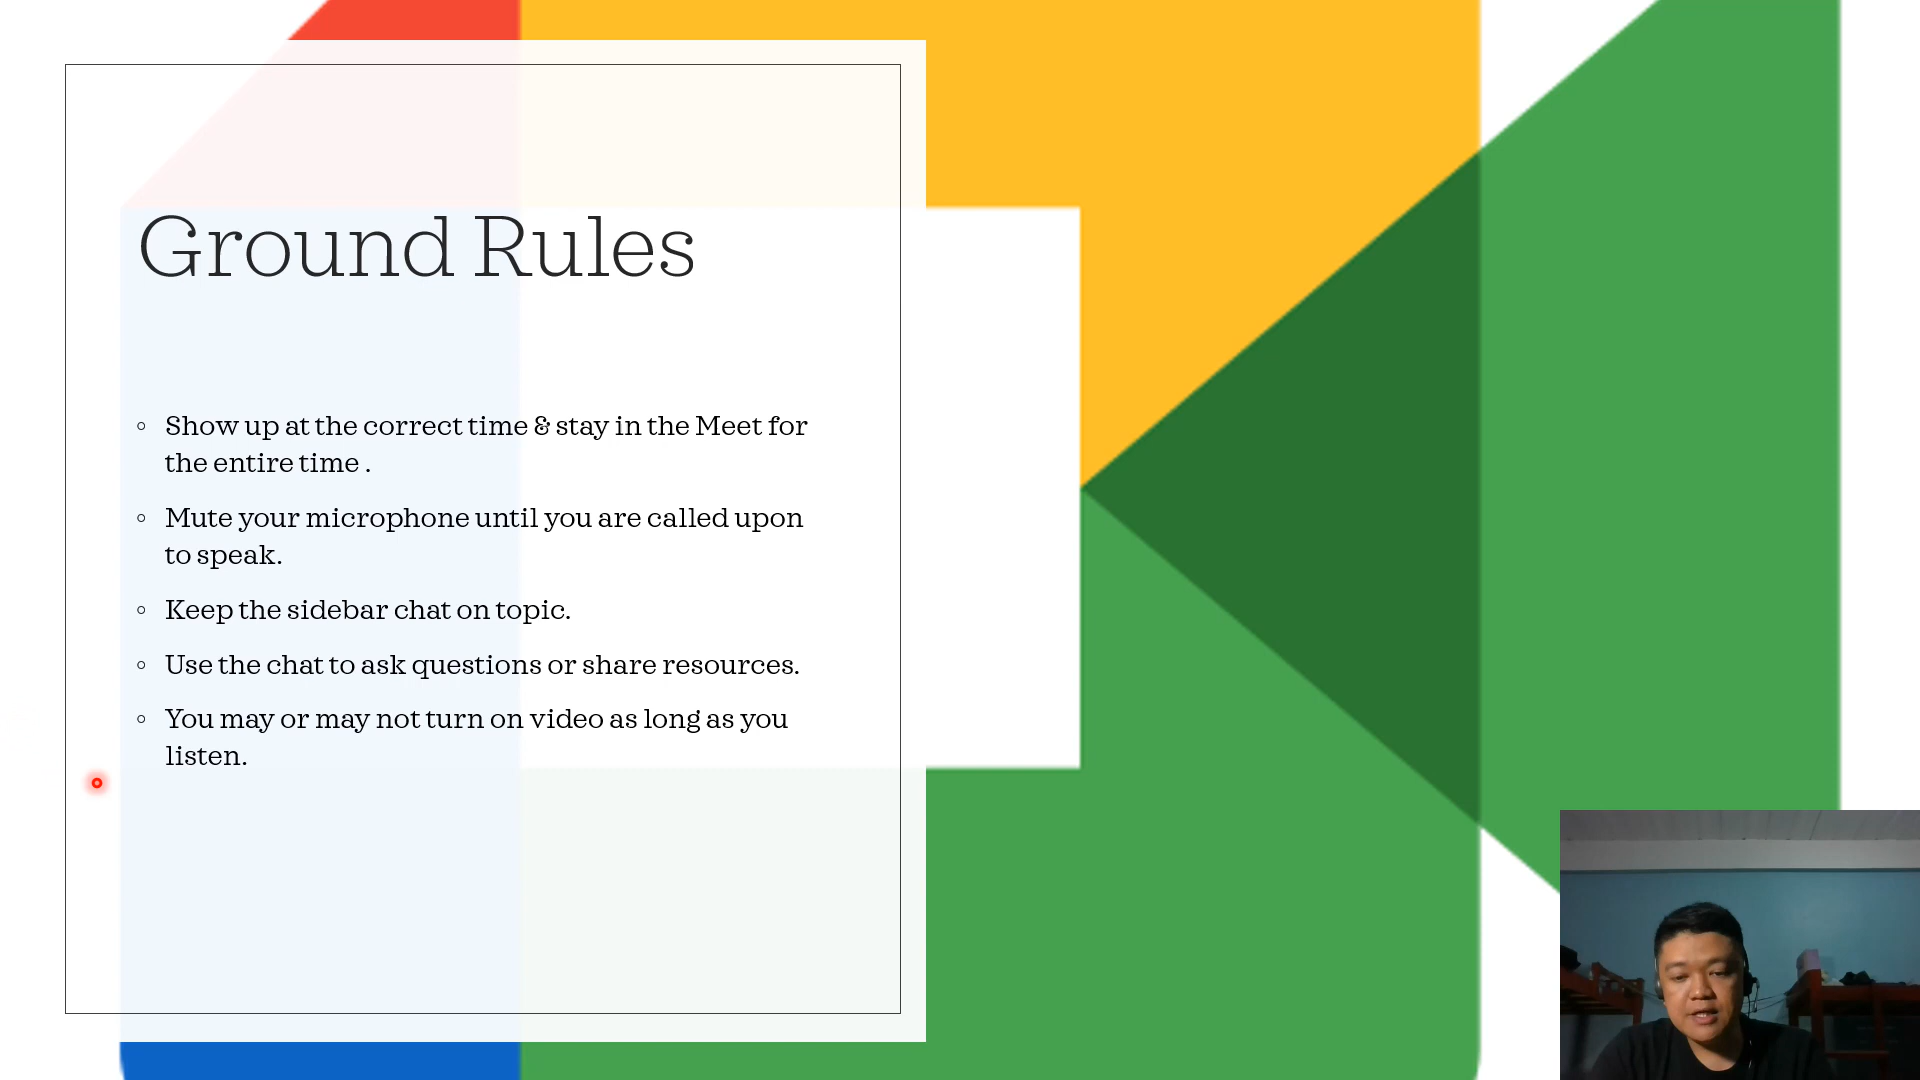 Ground Rules
Show up at the correct time & stay in the Meet for
the entire time .
Mute your microphone until you are called upon
to speak.
Keep the sidebar chat on topic.
Use the chat to ask questions or share resources.
You may or may not turn on video as long as you
listen.